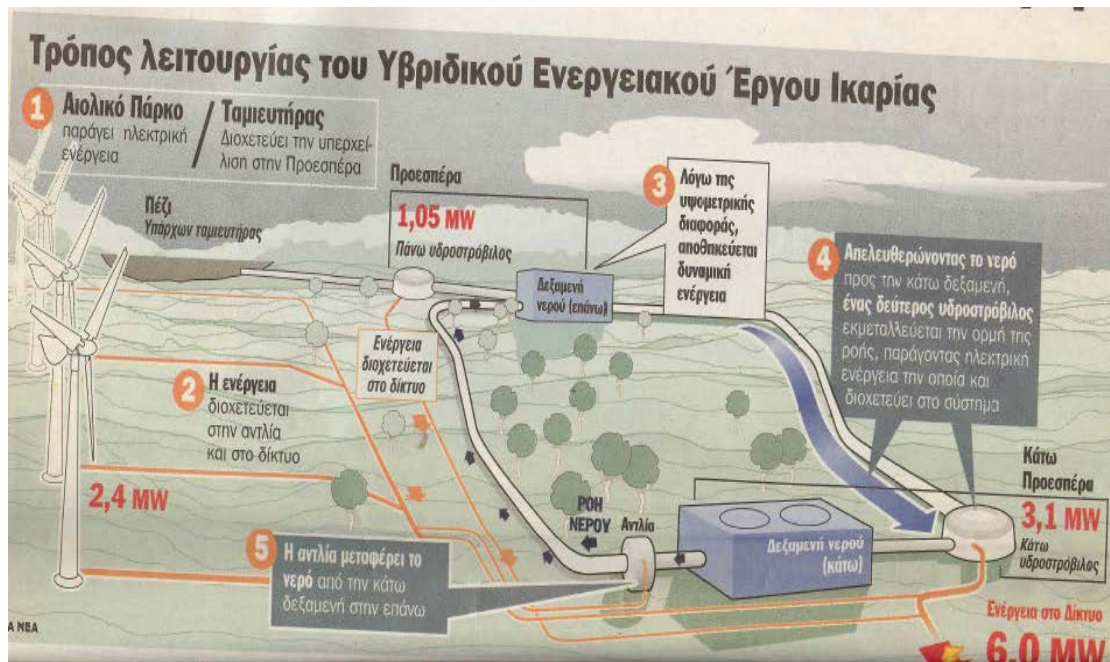 Τρόπος λειτουργίας του Υβριδικού Ενεργειακού Έργου Ικαρίας
1 Αιολικό Πάρκο
παράγει ηλεκτρική
ενέργεια
Ταμιευτήρας
Διοχετεύει την υπερχεί-
λιση στην Προεσπέρα
Πέζι
Υπάρχων ταμιευτήρας
Προεσπέρα
1,05 MW
Πάνω υδροστρόβιλος
Δεξαμενή
νερού (επάνω)
3 Λόγω της
υψομετρικής
διαφοράς,
αποθηκεύεται
δυναμική
ενέργεια
4 Απελευθερώνοντας το νερό
προς την κάτω δεξαμενή,
ένας δεύτερος υδροστρόβιλος
εκμεταλλεύεται την ορμή της
ροής, παράγοντας ηλεκτρική
ενέργεια την οποία και
διοχετεύει στο σύστημα
Ενέργεια
διοχετεύεται
στο δίκτυο
2 Η ενέργεια
διοχετεύεται
στην αντλία
και στο δίκτυο
2,4 MW
ΡΟΗ
ΝΕΡΟΥ
Αντλία
Δεξαμενή νερού
(κάτω)
Κάτω
Προεσπέρα
3,1 MW
Κάτω
υδροστρόβιλος
5 Η αντλία μεταφέρει το
νερό από την κάτω
δεξαμενή στην επάνω
Ενέργεια στο Δίκτυο
6,0 MW
Α ΝΕΑ